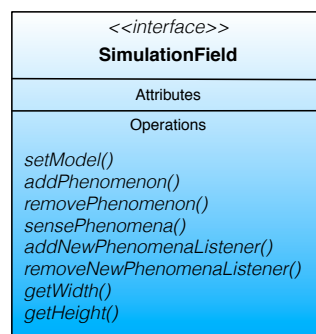 <<interface>>
SimulationField
Attributes
Operations
setModel()
addPhenomenon()
removePhenomenon()
sensePhenomena()
addNewPhenomenaListener()
removeNewPhenomenaListener()
getWidth()
getHeight()